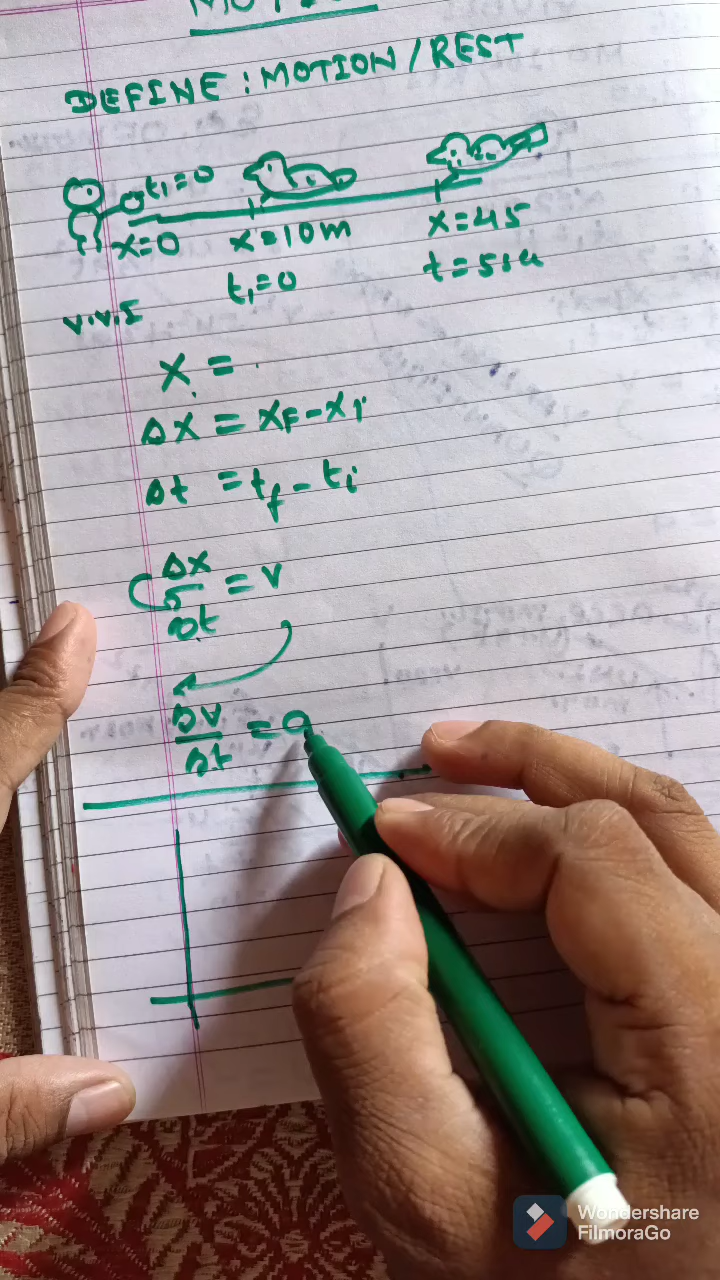 DEFINE : MOTION / REST
t₁=0
x=0 x=10m x=45
t₁=0 t=5
V.V.I
x =
Δx = xF - xi
Δt = tf - ti
Δx/Δt = v
Δv/Δt = a
Wondershare
FilmoraGo